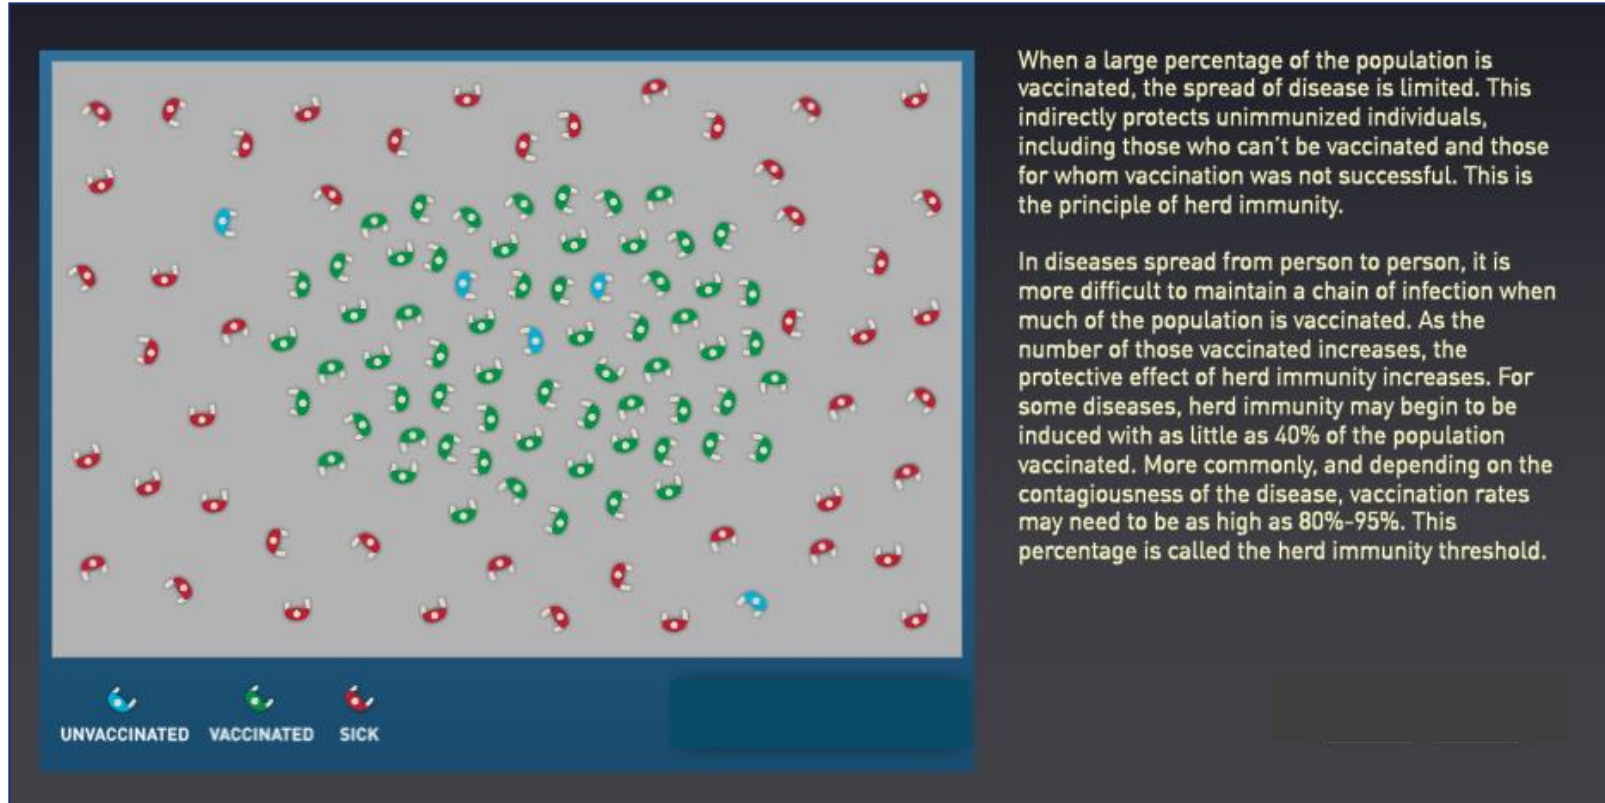 When a large percentage of the population is
vaccinated, the spread of disease is limited. This
indirectly protects unimmunized individuals,
including those who can't be vaccinated and those
for whom vaccination was not successful. This is
the principle of herd immunity.
In diseases spread from person to person, it is
more difficult to maintain a chain of infection when
much of the population is vaccinated. As the
number of those vaccinated increases, the
protective effect of herd immunity increases. For
some diseases, herd immunity may begin to be
induced with as little as 40% of the population
vaccinated. More commonly, and depending on the
contagiousness of the disease, vaccination rates
may need to be as high as 80%-95%. This
percentage is called the herd immunity threshold.
UNVACCINATED VACCINATED SICK